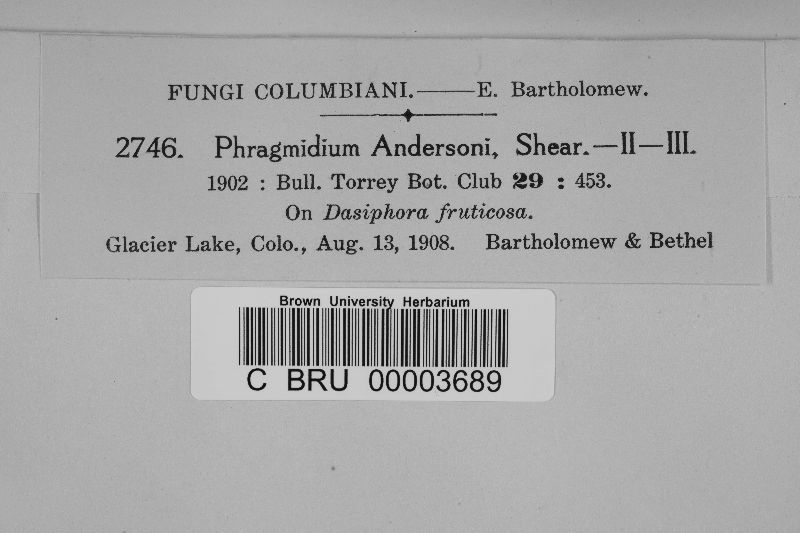 FUNGI COLUMBIANI.——E. Bartholomew.
2746. Phragmidium Andersoni, Shear.—II—III.
1902 : Bull. Torrey Bot. Club 29 : 453.
On Dasiphora fruticosa.
Glacier Lake, Colo., Aug. 13, 1908. Bartholomew & Bethel
Brown University Herbarium
C BRU 00003689